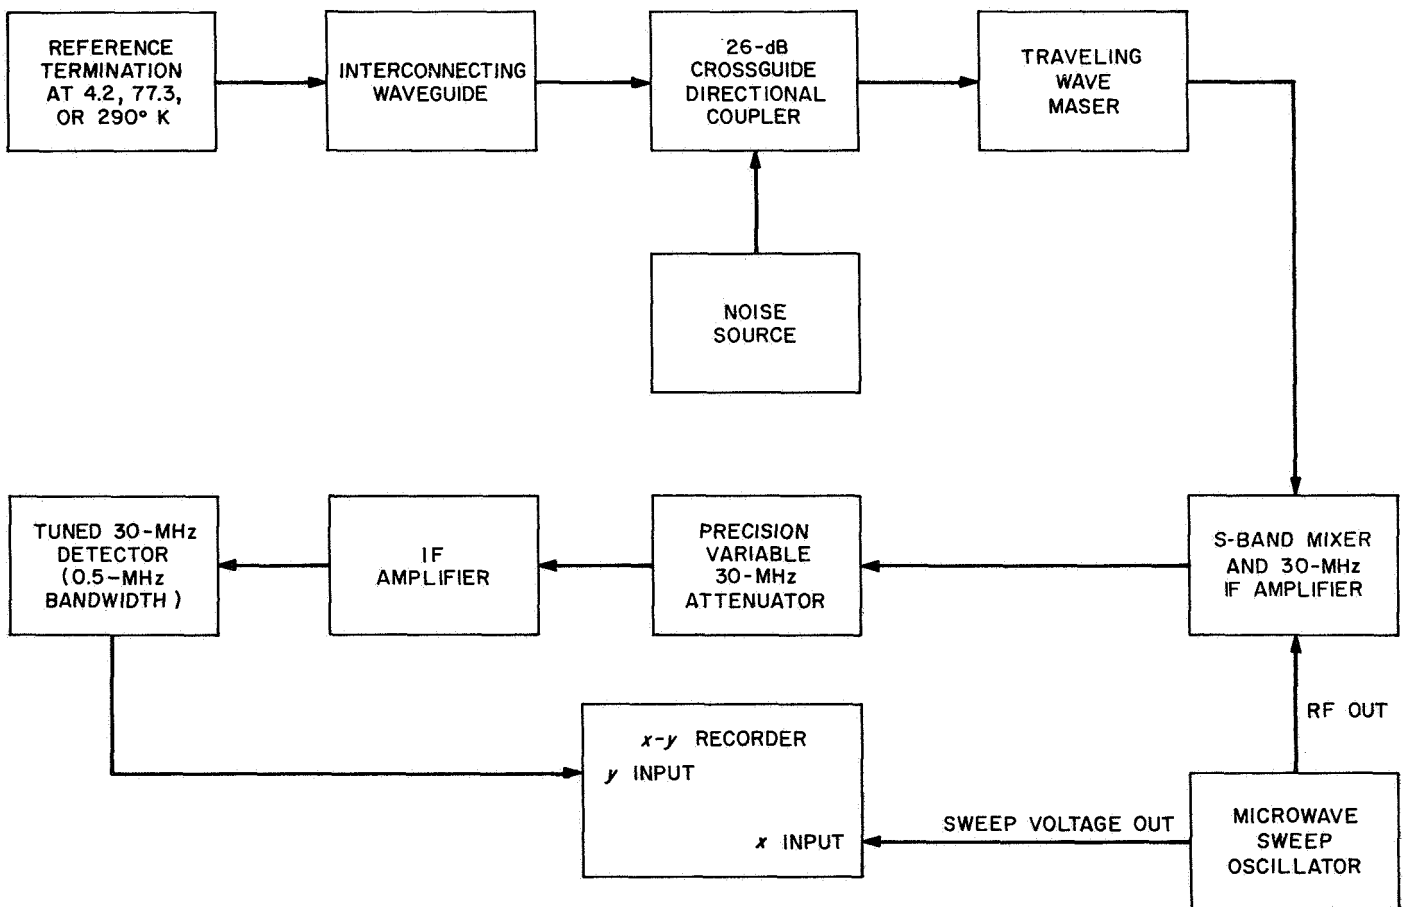 REFERENCE
TERMINATION
AT 4.2, 77.3,
OR 290° K
INTERCONNECTING
WAVEGUIDE
26-dB
CROSSGUIDE
DIRECTIONAL
COUPLER
TRAVELING
WAVE
MASER
NOISE
SOURCE
TUNED 30-MHz
DETECTOR
(0.5-MHz
BANDWIDTH)
IF
AMPLIFIER
PRECISION
VARIABLE
30-MHz
ATTENUATOR
S-BAND MIXER
AND 30-MHz
IF AMPLIFIER
RF OUT
x-y RECORDER
y INPUT
x INPUT
SWEEP VOLTAGE OUT
MICROWAVE
SWEEP
OSCILLATOR